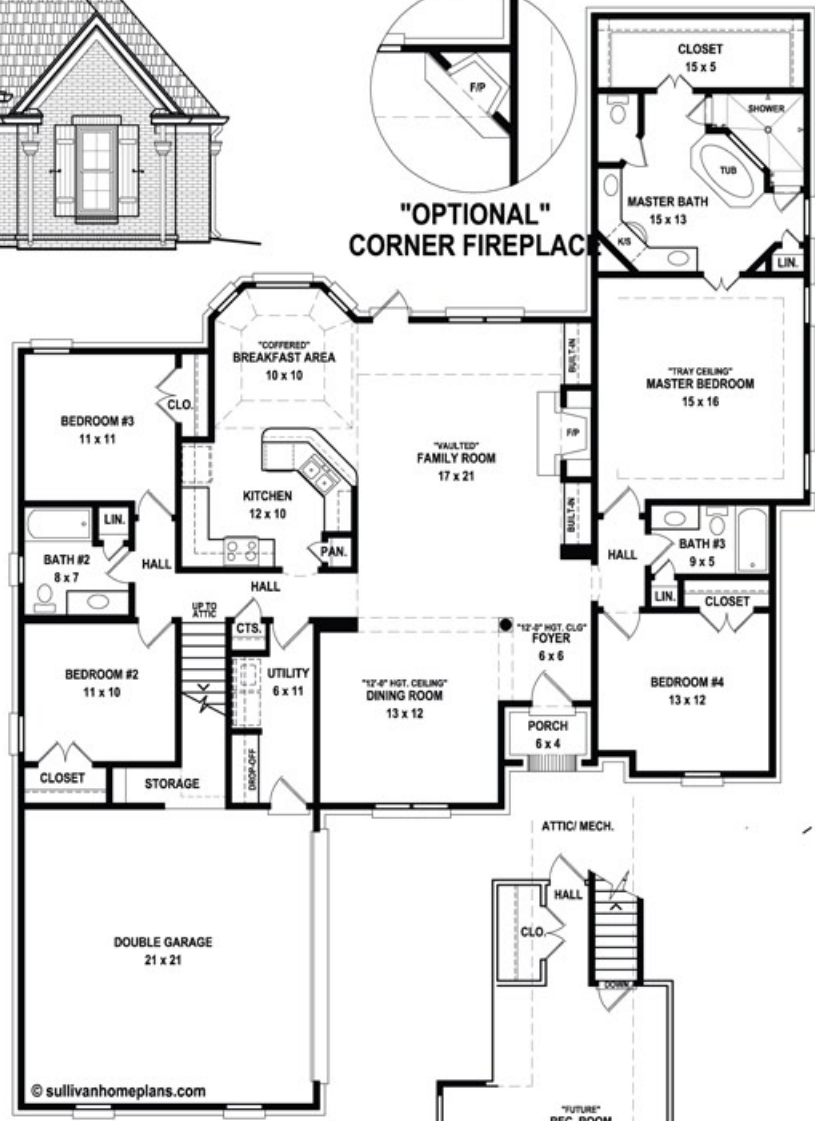 F/P
"OPTIONAL"
CORNER FIREPLACE
CLOSET
15 x 5
SHOWER
TUB
MASTER BATH
15 x 13
K/S
LIN.
"COFFERED"
BREAKFAST AREA
10 x 10
BUILT-IN
"TRAY CEILING"
MASTER BEDROOM
15 x 16
CLO.
BEDROOM #3
11 x 11
"VAULTED"
FAMILY ROOM
17 x 21
F/P
KITCHEN
12 x 10
BUILT-IN
LIN.
BATH #2
8 x 7
HALL
PAN.
HALL
BATH #3
9 x 5
HALL
LIN.
CLOSET
UP TO
ATTIC
CTS.
"12'-0" HGT. CLG"
FOYER
6 x 6
BEDROOM #2
11 x 10
UTILITY
6 x 11
"12'-0" HGT. CEILING"
DINING ROOM
13 x 12
BEDROOM #4
13 x 12
PORCH
6 x 4
CLOSET
STORAGE
DROP-OFF
ATTIC/ MECH.
HALL
CLO.
DOUBLE GARAGE
21 x 21
DOWN
© sullivanhomeplans.com
"FUTURE"
REC. ROOM